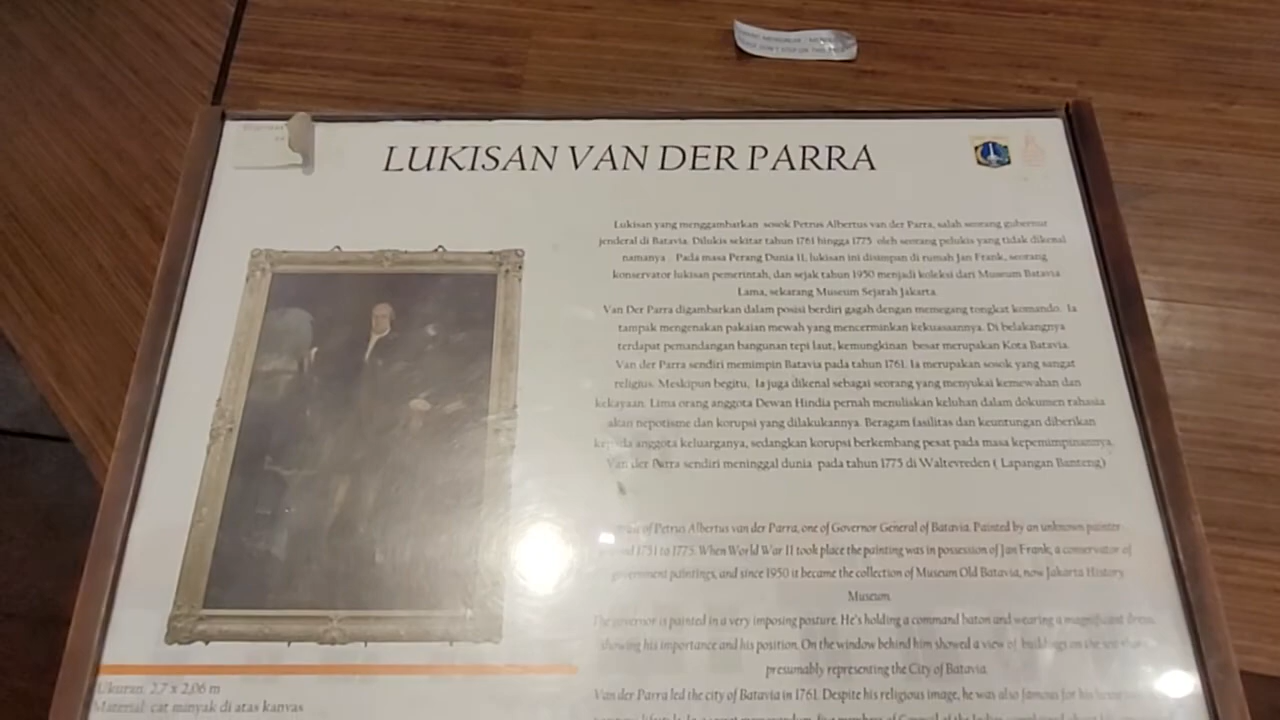 LUKISAN VAN DER PARRA
Lukisan yang menggambarkan sosok Petrus Albertus van der Parra, salah seorang gubernur
jenderal di Batavia. Dilukis sekitar tahun 1761 hingga 1775 oleh seorang pelukis yang tidak dikenal
namanya . Pada masa Perang Dunia II, lukisan ini disimpan di rumah Jan Frank, seorang
konservator lukisan pemerintah, dan sejak tahun 1950 menjadi koleksi dari Museum Batavia
Lama, sekarang Museum Sejarah Jakarta.
Van Der Parra digambarkan dalam posisi berdiri gagah dengan memegang tongkat komando. Ia
tampak mengenakan pakaian mewah yang mencerminkan kekuasaannya. Di belakangnya
terdapat pemandangan bangunan tepi laut, kemungkinan besar merupakan Kota Batavia.
Van der Parra sendiri memimpin Batavia pada tahun 1761. Ia merupakan sosok yang sangat
religius. Meskipun begitu, Ia juga dikenal sebagai seorang yang menyukai kemewahan dan
kekayaan. Lima orang anggota Dewan Hindia pernah menuliskan keluhan dalam dokumen rahasia
akan nepotisme dan korupsi yang dilakukannya. Beragam fasilitas dan keuntungan diberikan
kepada anggota keluarganya, sedangkan korupsi berkembang pesat pada masa kepemimpinannya.
Van der Parra sendiri meninggal dunia pada tahun 1775 di Waltevreden ( Lapangan Banteng)
of Petrus Albertus van der Parra, one of Governor General of Batavia. Painted by an unknown painter
1751 to 1775. When World War II took place the painting was in possession of Jan Frank, a conservator of
government paintings, and since 1950 it became the collection of Museum Old Batavia, now Jakarta History
Museum.
The governor is painted in a very imposing posture. He's holding a command baton and wearing a magnificent dress
showing his importance and his position. On the window behind him showed a view of buildings on the
presumably representing the City of Batavia.
Van der Parra led the city of Batavia in 1761. Despite his religious image, he was also famous for his
Ukuran: 2,7 x 2,06 m
Material: cat minyak di atas kanvas